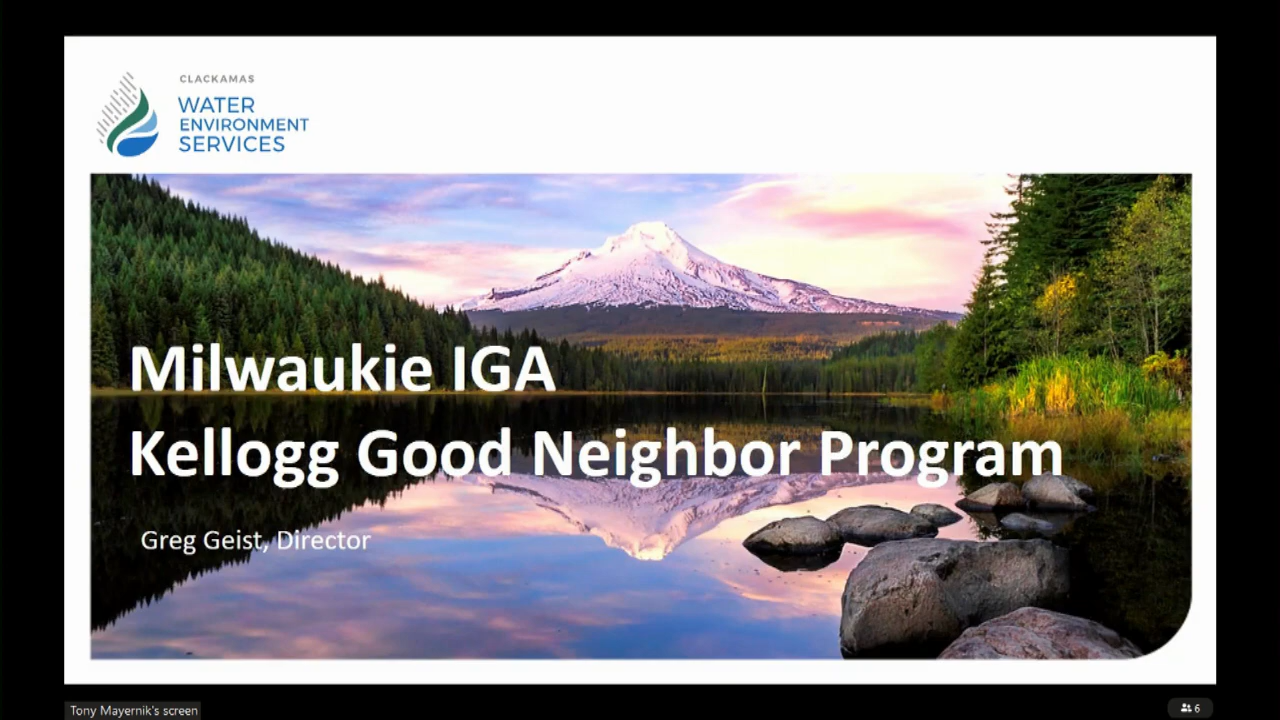 CLACKAMAS
WATER
ENVIRONMENT
SERVICES
Milwaukie IGA
Kellogg Good Neighbor Program
Greg Geist, Director
Tony Mayernik's screen
6